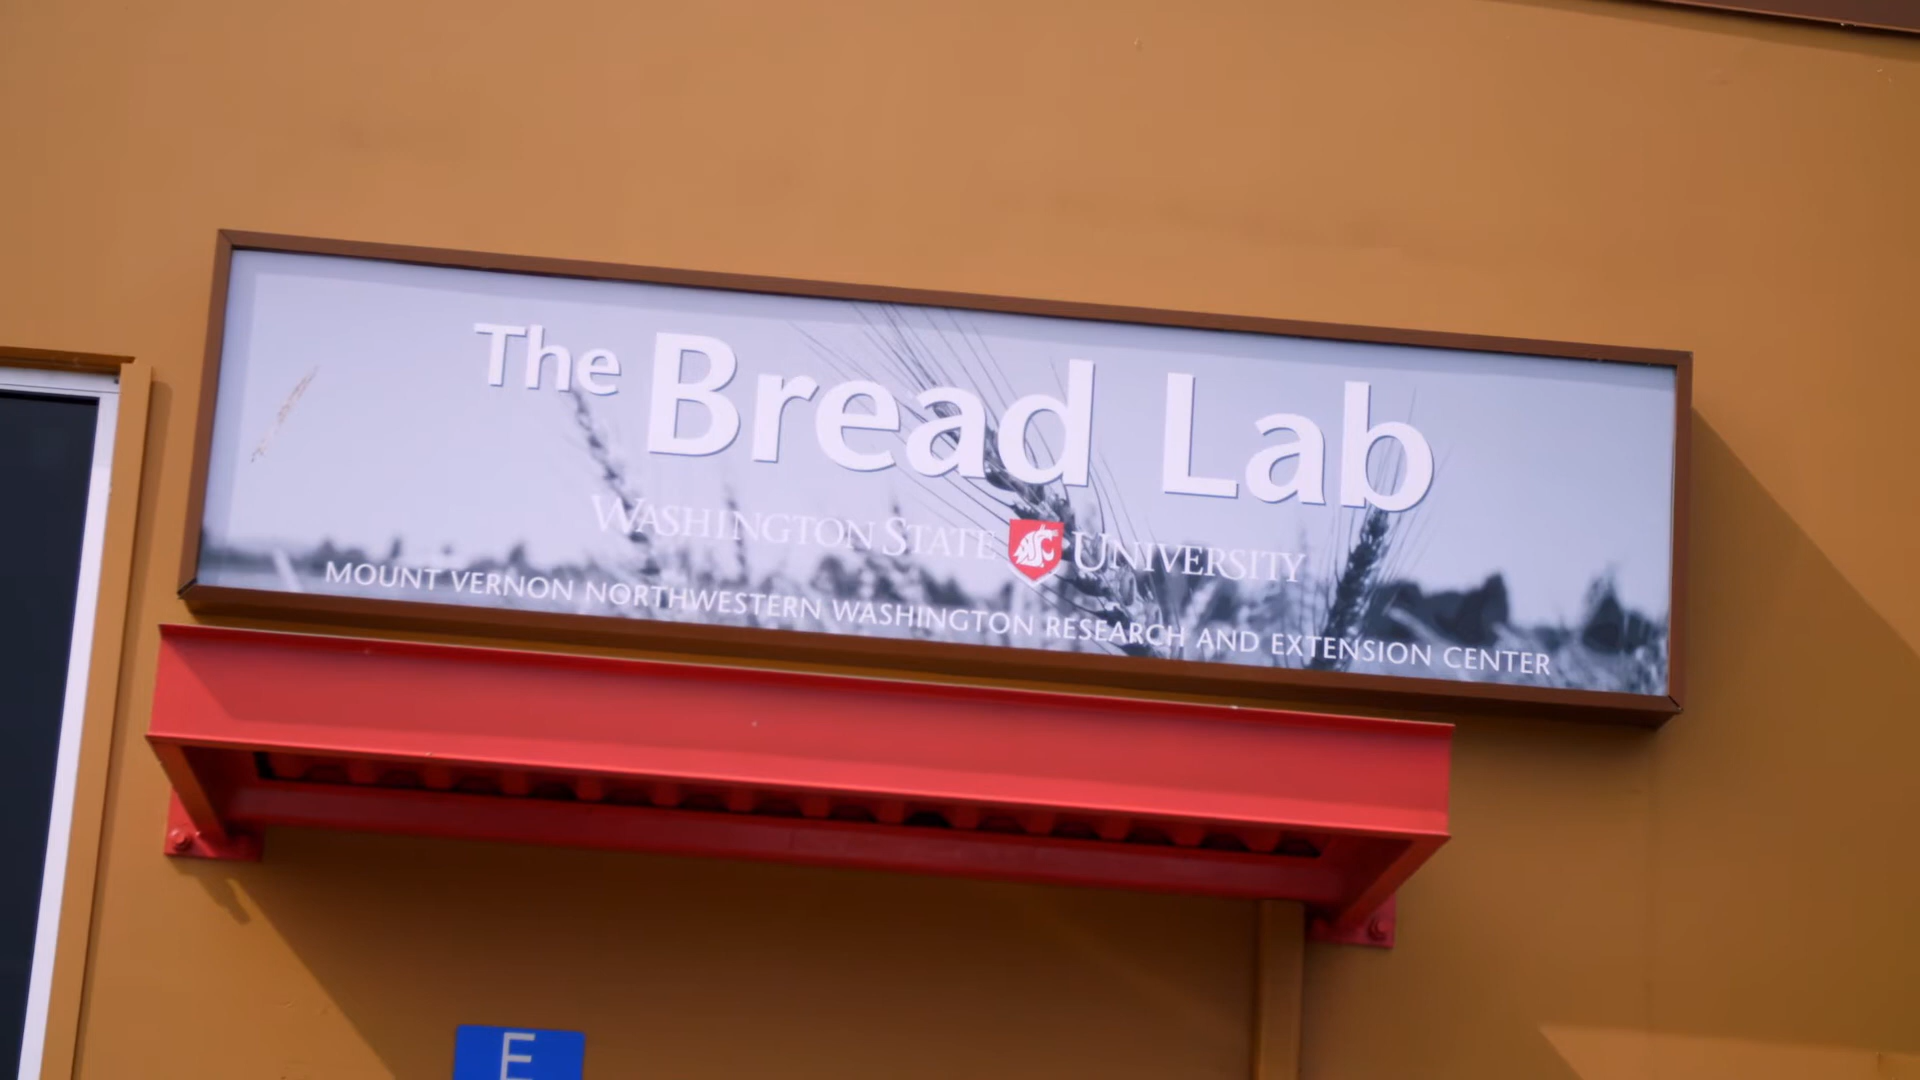 The Bread Lab
WASHINGTON STATE UNIVERSITY
MOUNT VERNON NORTHWESTERN WASHINGTON RESEARCH AND EXTENSION CENTER
E